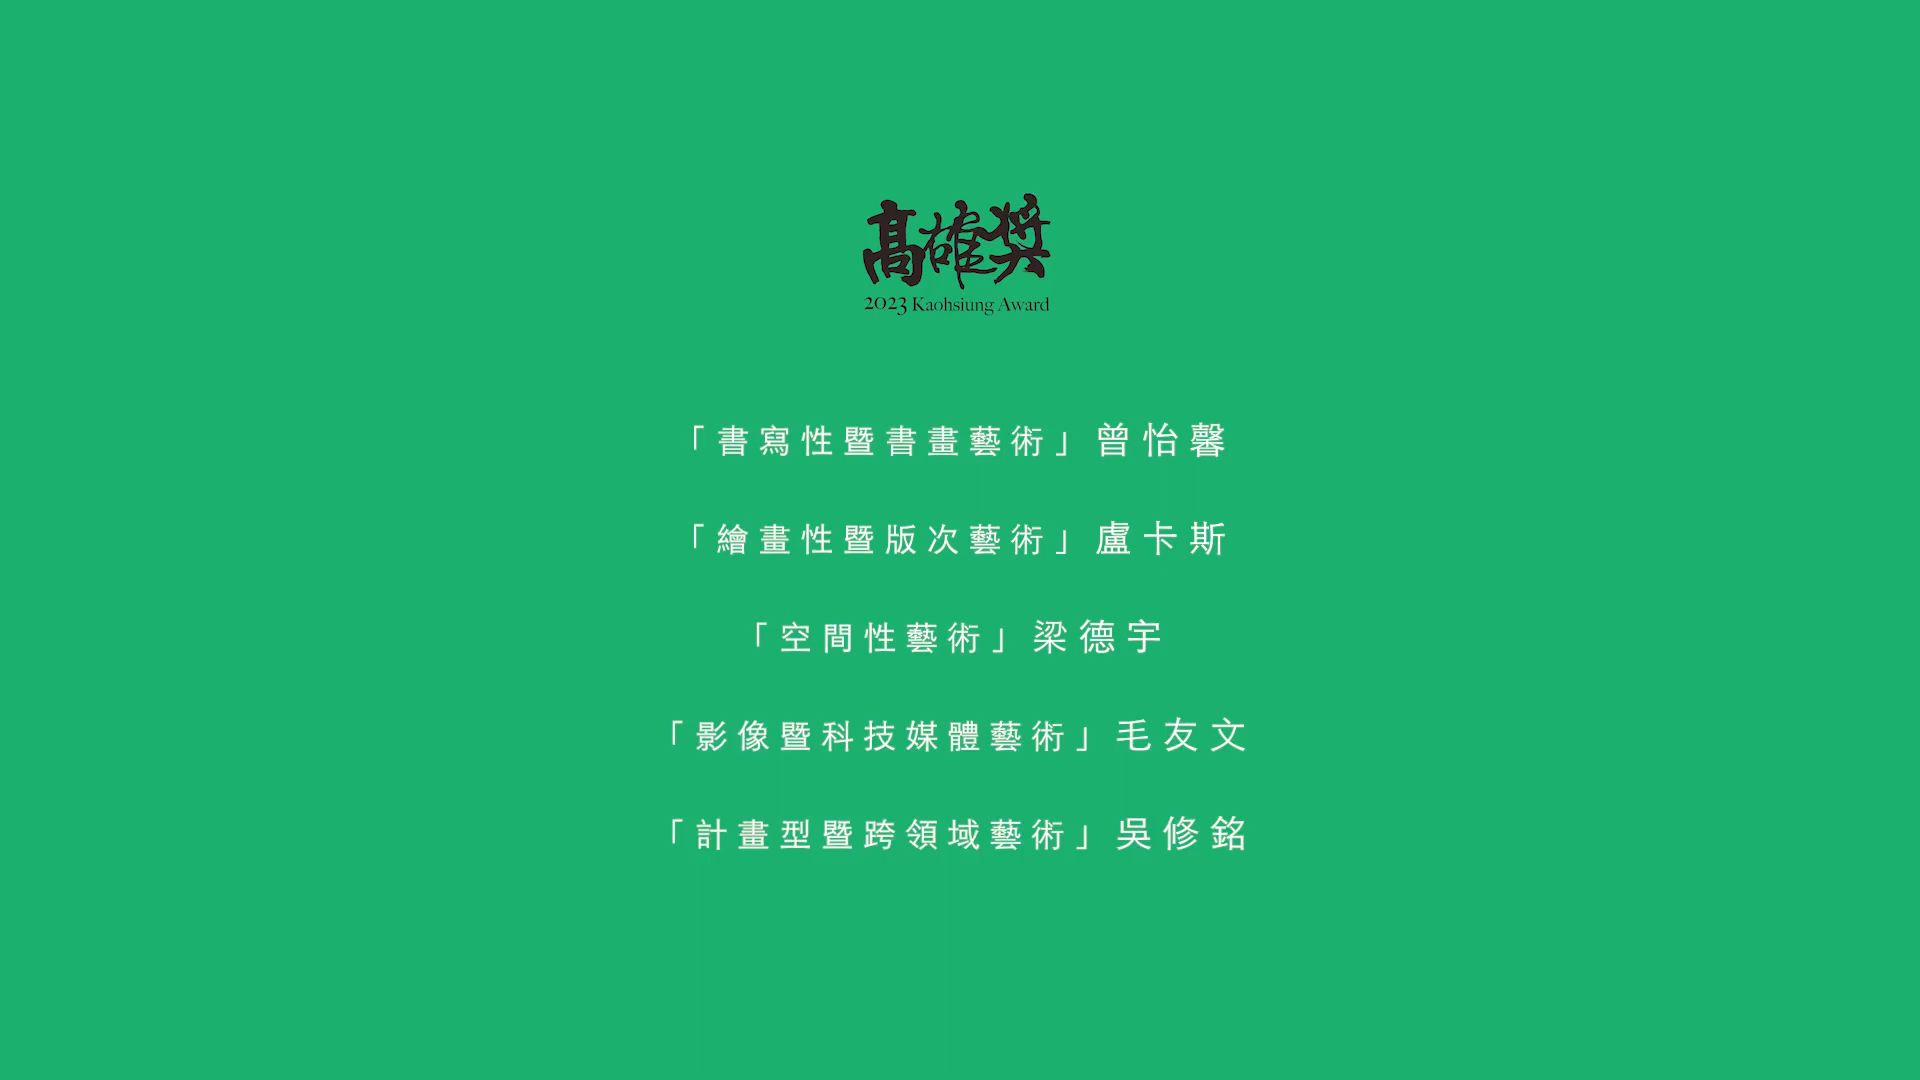 高雄獎
2023 Kaohsiung Award
「書寫性暨書畫藝術」曾怡馨
「繪畫性暨版次藝術」盧卡斯
「空間性藝術」梁德宇
「影像暨科技媒體藝術」毛友文
「計畫型暨跨領域藝術」吳修銘